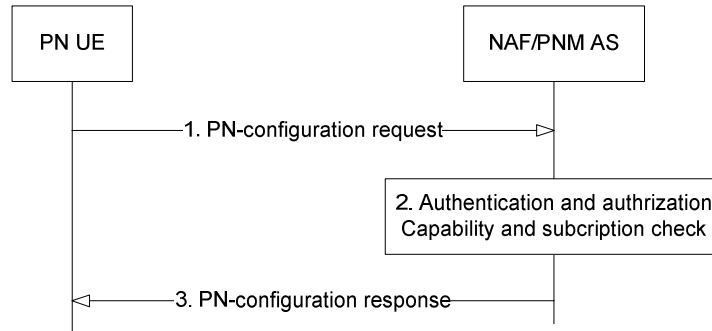 PN UE
NAF/PNM AS
1. PN-configuration request
2. Authentication and authrization
Capability and subcription check
3. PN-configuration response